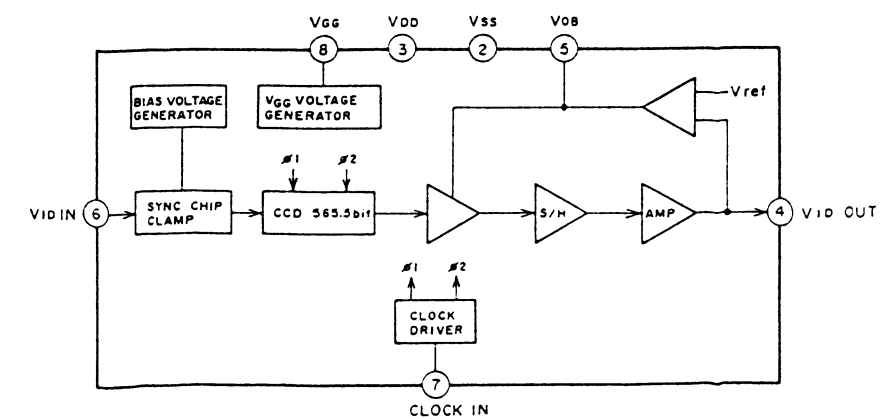 VGG
VDD
VSS
VOB
8
3
2
5
BIAS VOLTAGE
GENERATOR
VGG VOLTAGE
GENERATOR
Vref
ø1
ø2
VID IN
6
SYNC CHIP
CLAMP
CCD 565.5bit
S/H
AMP
4
VID OUT
ø1
ø2
CLOCK
DRIVER
7
CLOCK IN